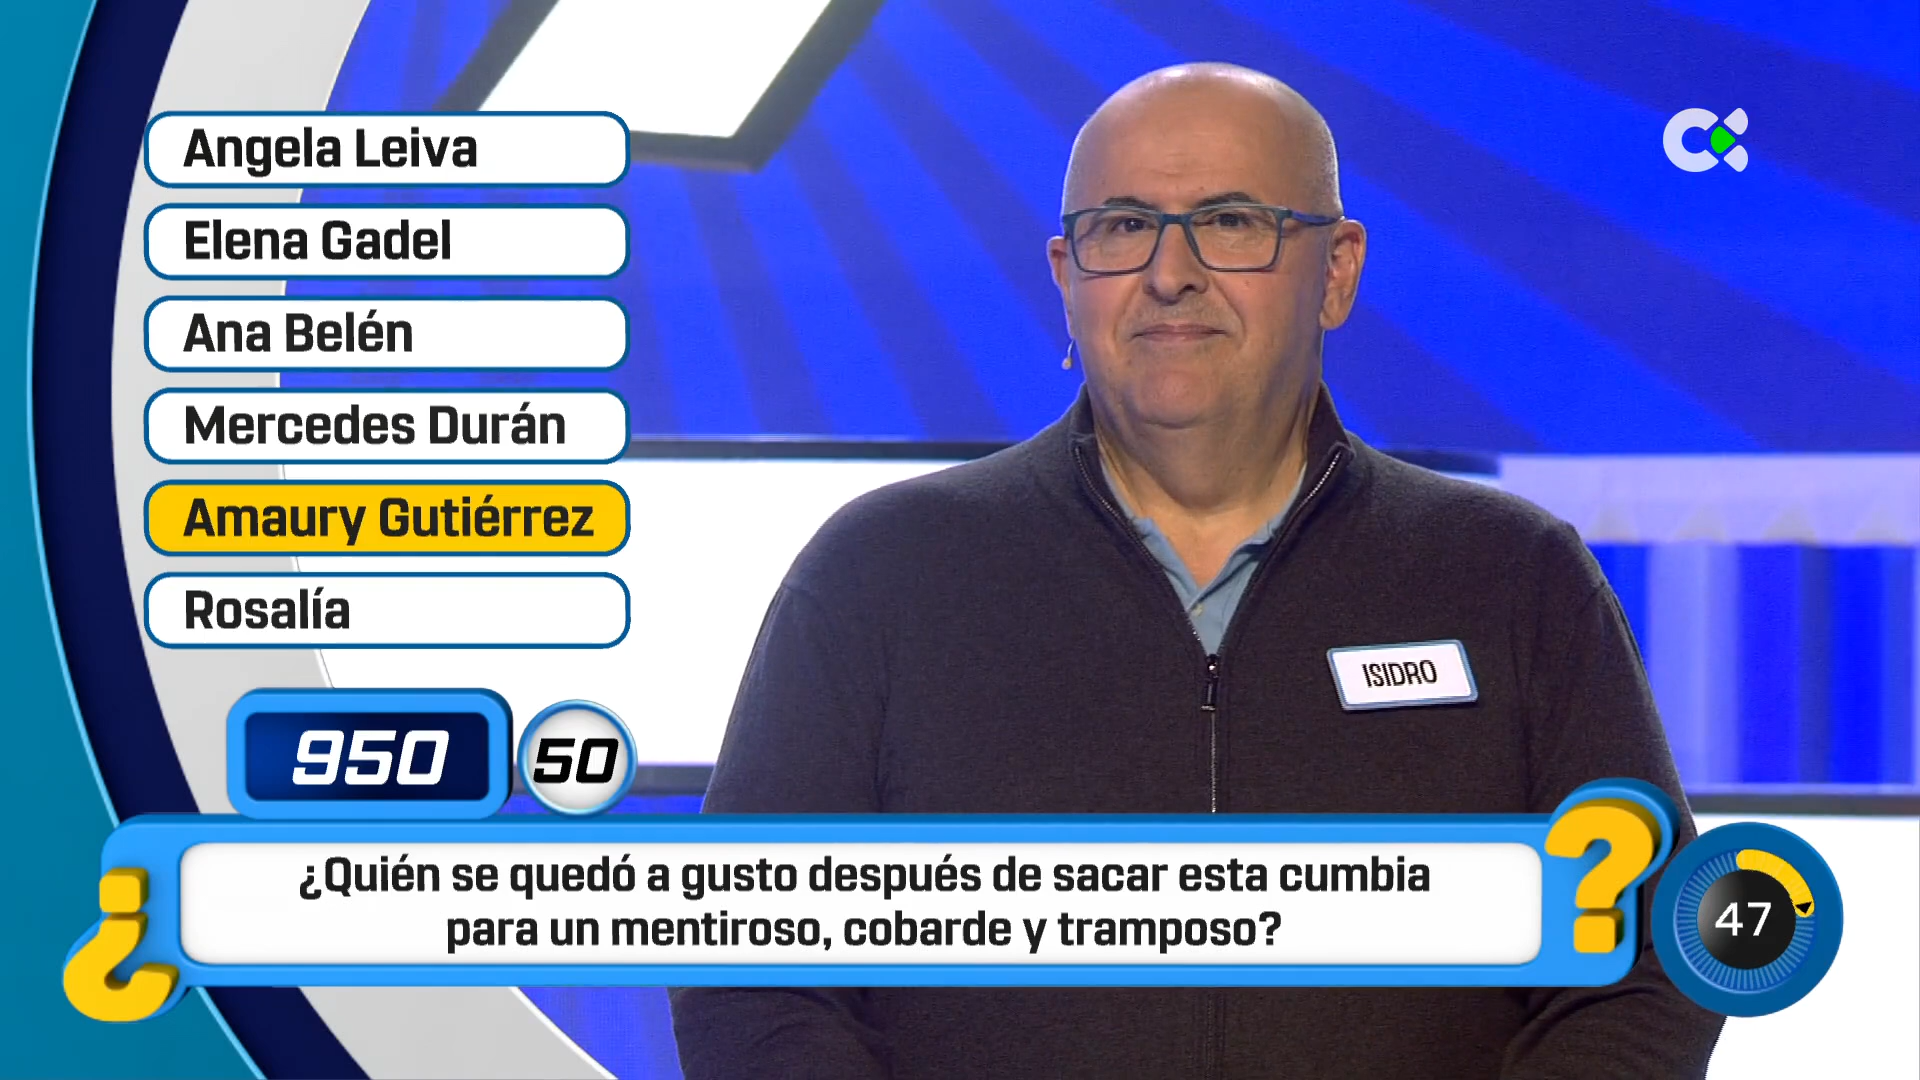 Angela Leiva
Elena Gadel
Ana Belén
Mercedes Durán
Amaury Gutiérrez
Rosalía
ISIDRO
950
50
¿Quién se quedó a gusto después de sacar esta cumbia
para un mentiroso, cobarde y tramposo?
47